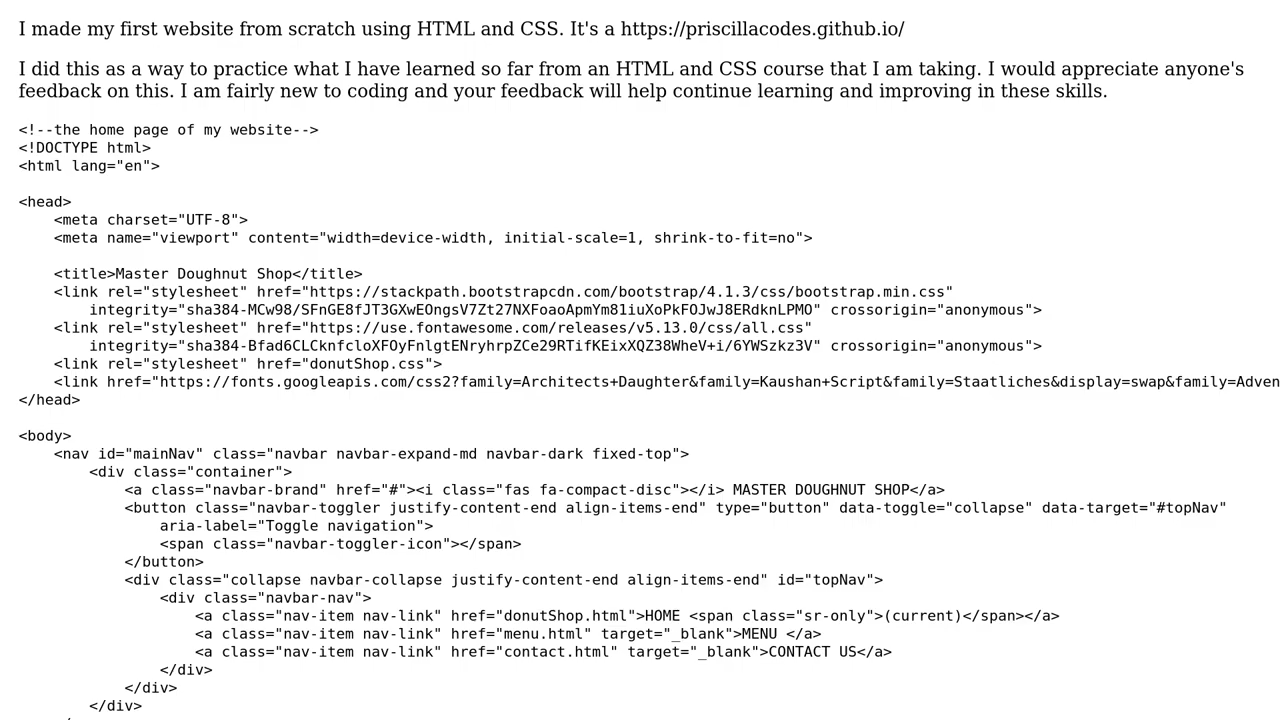 I made my first website from scratch using HTML and CSS. It's a https://priscillacodes.github.io/
I did this as a way to practice what I have learned so far from an HTML and CSS course that I am taking. I would appreciate anyone's
feedback on this. I am fairly new to coding and your feedback will help continue learning and improving in these skills.
<!--the home page of my website-->
<!DOCTYPE html>
<html lang="en">
<head>
    <meta charset="UTF-8">
    <meta name="viewport" content="width=device-width, initial-scale=1, shrink-to-fit=no">
    <title>Master Doughnut Shop</title>
    <link rel="stylesheet" href="https://stackpath.bootstrapcdn.com/bootstrap/4.1.3/css/bootstrap.min.css"
        integrity="sha384-MCw98/SFnGE8fJT3GXwEOngsV7Zt27NXFoaoApmYm81iuXoPkFOJwJ8ERdknLPMO" crossorigin="anonymous">
    <link rel="stylesheet" href="https://use.fontawesome.com/releases/v5.13.0/css/all.css"
        integrity="sha384-Bfad6CLCknfcloXFOyFnlgtENryhrpZCe29RTifKEixXQZ38WheV+i/6YWSzkz3V" crossorigin="anonymous">
    <link rel="stylesheet" href="donutShop.css">
    <link href="https://fonts.googleapis.com/css2?family=Architects+Daughter&family=Kaushan+Script&family=Staatliches&display=swap&family=Adven
</head>
<body>
    <nav id="mainNav" class="navbar navbar-expand-md navbar-dark fixed-top">
        <div class="container">
            <a class="navbar-brand" href="#"><i class="fas fa-compact-disc"></i> MASTER DOUGHNUT SHOP</a>
            <button class="navbar-toggler justify-content-end align-items-end" type="button" data-toggle="collapse" data-target="#topNav"
                aria-label="Toggle navigation">
                <span class="navbar-toggler-icon"></span>
            </button>
            <div class="collapse navbar-collapse justify-content-end align-items-end" id="topNav">
                <div class="navbar-nav">
                    <a class="nav-item nav-link" href="donutShop.html">HOME <span class="sr-only">(current)</span></a>
                    <a class="nav-item nav-link" href="menu.html" target="_blank">MENU </a>
                    <a class="nav-item nav-link" href="contact.html" target="_blank">CONTACT US</a>
                </div>
            </div>
        </div>